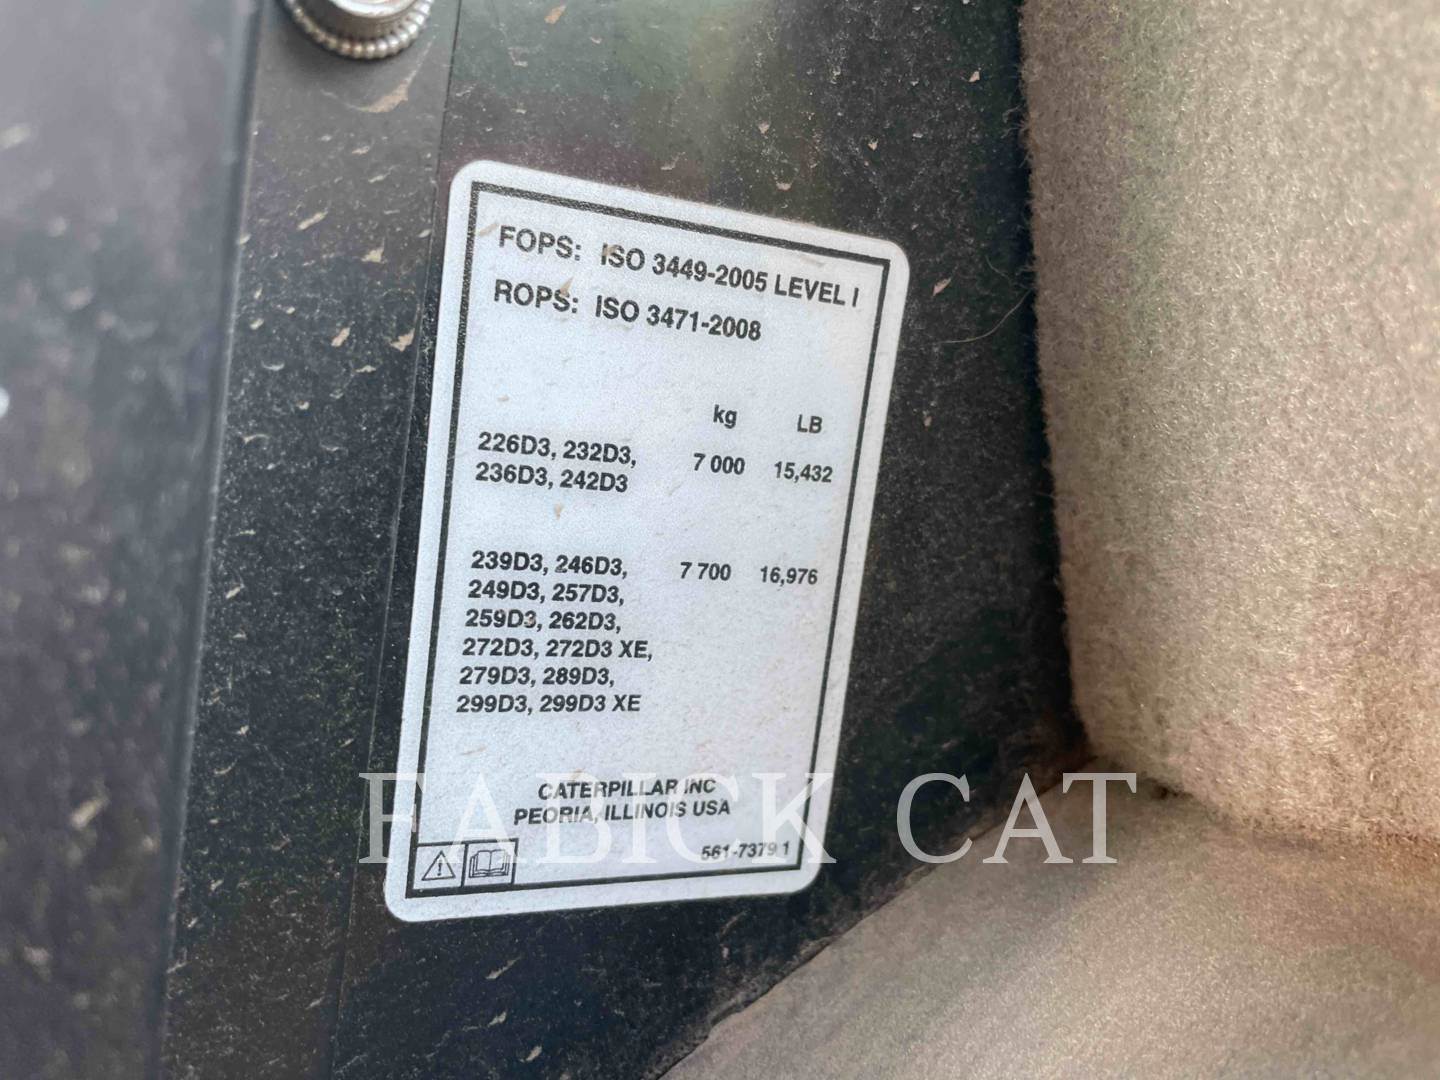 FOPS: ISO 3449-2005 LEVEL I
ROPS: ISO 3471-2008
kg LB
226D3, 232D3, 7 000 15,432
236D3, 242D3
239D3, 246D3, 7 700 16,976
249D3, 257D3,
259D3, 262D3,
272D3, 272D3 XE,
279D3, 289D3,
299D3, 299D3 XE
CATERPILLAR INC
PEORIA, ILLINOIS USA
561-7379 1
FABICK CAT